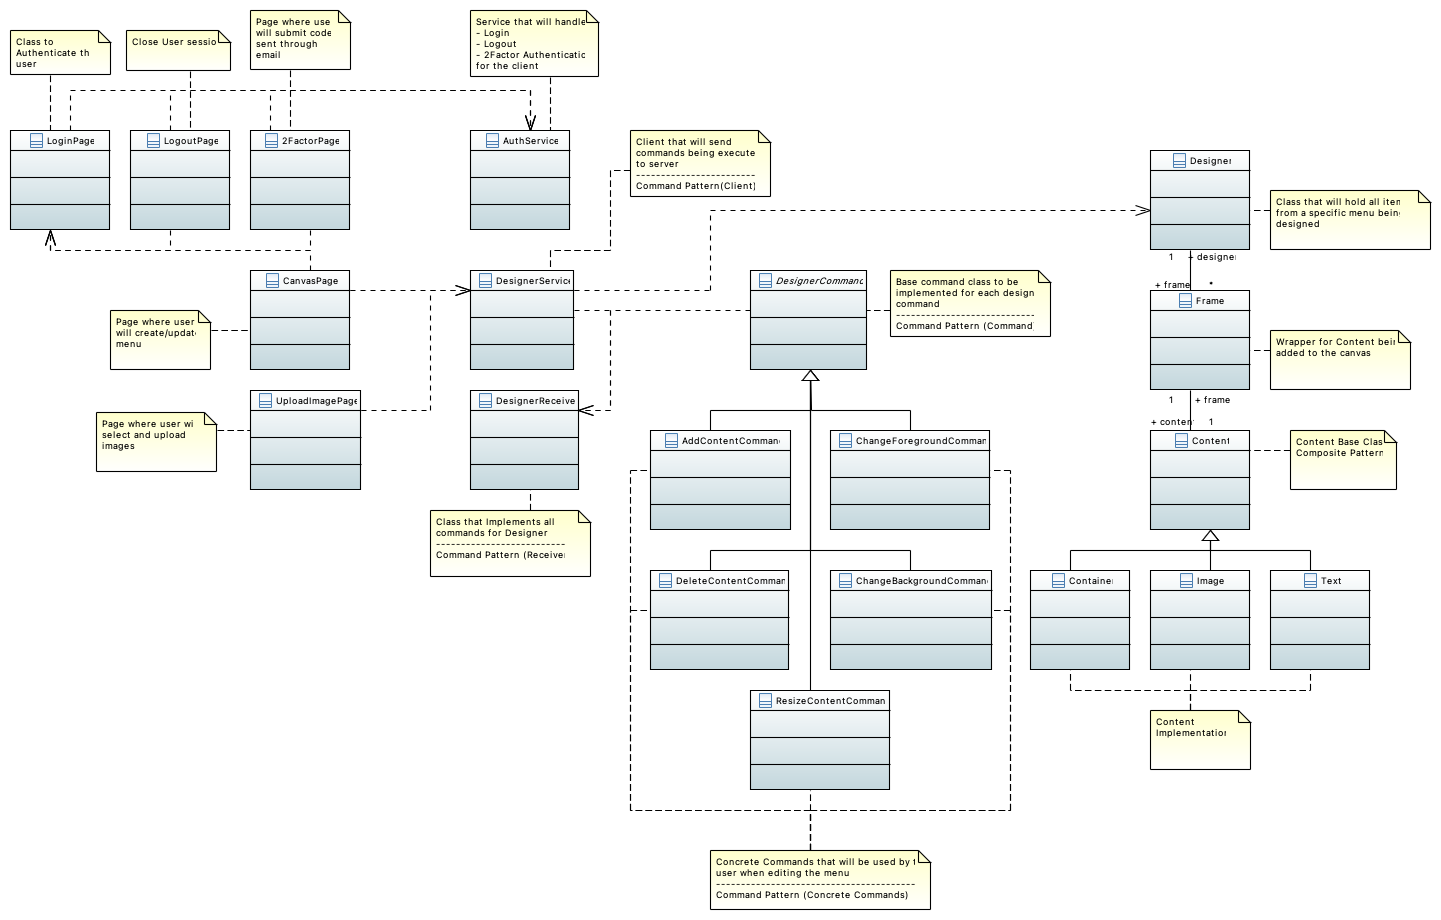 Class to
Authenticate th
user
Close User sessio
Page where use
will submit code
sent through
email
Service that will handle
- Login
- Logout
- 2Factor Authenticatic
for the client
LoginPage
LogoutPage
2FactorPage
AuthService
Client that will send
commands being execute
to server
------------------------------
Command Pattern(Client)
Designer
Class that will hold all iten
from a specific menu being
designed
1 + designer
+ frame *
CanvasPage
DesignerService
DesignerCommand
Base command class to be
implemented for each design
command
------------------------------
Command Pattern (Command
Frame
Page where user
will create/update
menu
Wrapper for Content bein
added to the canvas
UploadImagePage
DesignerReceive
1 + frame
+ conten 1
Page where user wi
select and upload
images
AddContentComman
ChangeForegroundComman
Content
Content Base Clas
Composite Pattern
Class that Implements all
commands for Designer
------------------------------
Command Pattern (Receiver
DeleteContentComman
ChangeBackgroundComman
Container
Image
Text
ResizeContentComman
Content
Implementation
Concrete Commands that will be used by t
user when editing the menu
------------------------------
Command Pattern (Concrete Commands)